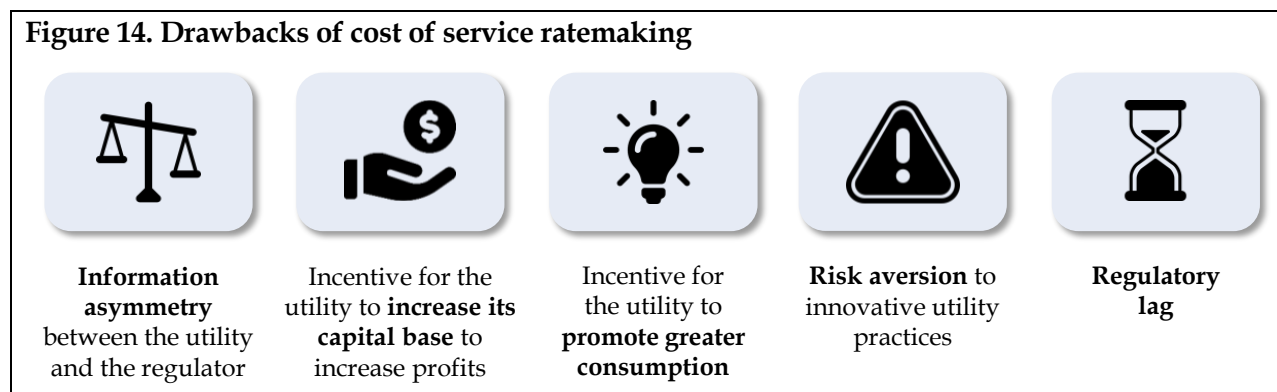 Figure 14. Drawbacks of cost of service ratemaking
$
Information
asymmetry
between the utility
and the regulator
Incentive for the
utility to increase its
capital base to
increase profits
Incentive for
the utility to
promote greater
consumption
Risk aversion to
innovative utility
practices
Regulatory
lag